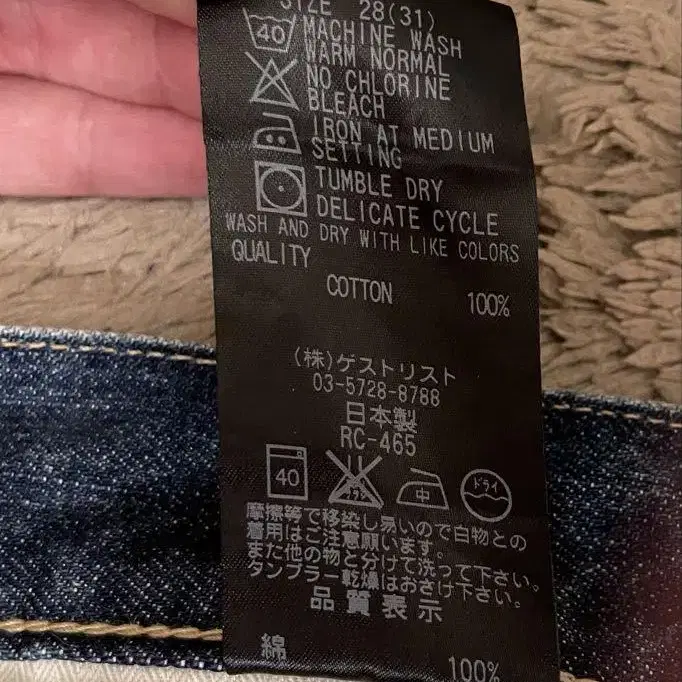 SIZE 28(31)
40 MACHINE WASH
WARM NORMAL
NO CHLORINE
BLEACH
IRON AT MEDIUM
SETTING
TUMBLE DRY
DELICATE CYCLE
WASH AND DRY WITH LIKE COLORS
QUALITY
COTTON 100%
(株)ゲストリスト
03-5728-8788
日本製
RC-465
40 中 ドライ
摩擦等で移染し易いので白物との
着用はご注意願います。
また他の物と分けて洗って下さい。
タンブラー乾燥はおさけ下さい。
品質表示
綿 100%